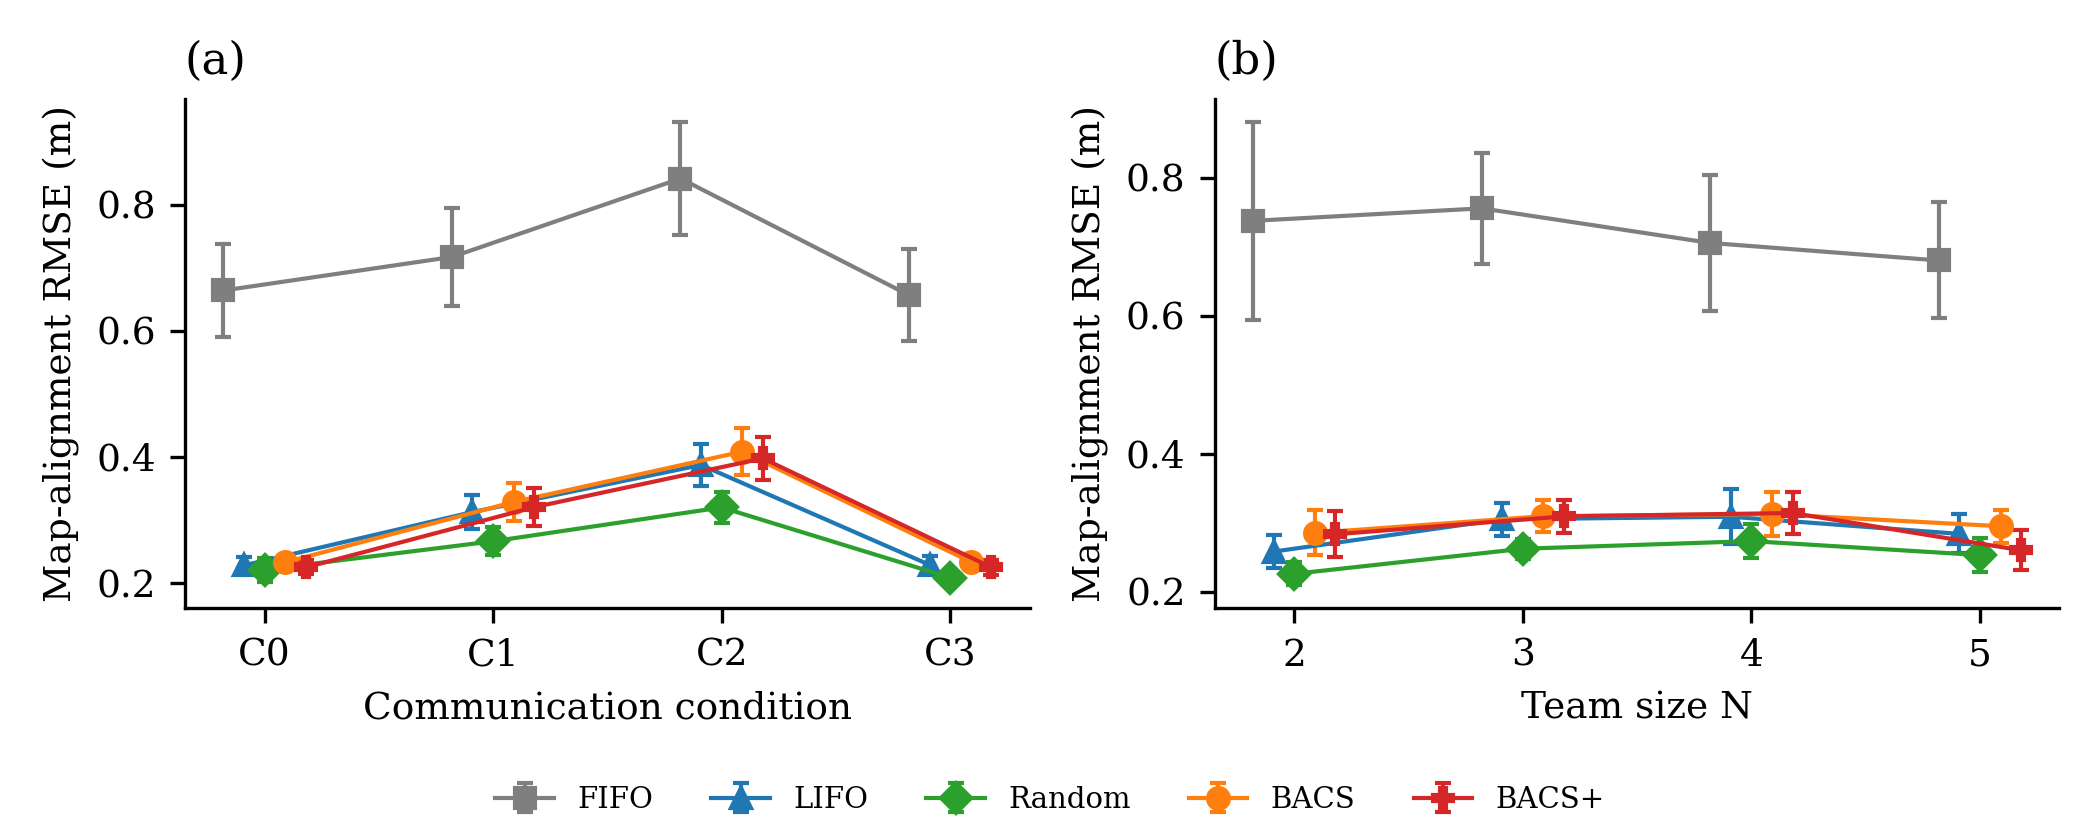 (a)
Map-alignment RMSE (m)
0.8
0.6
0.4
0.2
C0 C1 C2 C3
Communication condition
(b)
Map-alignment RMSE (m)
0.8
0.6
0.4
0.2
2 3 4 5
Team size N
FIFO LIFO Random BACS BACS+